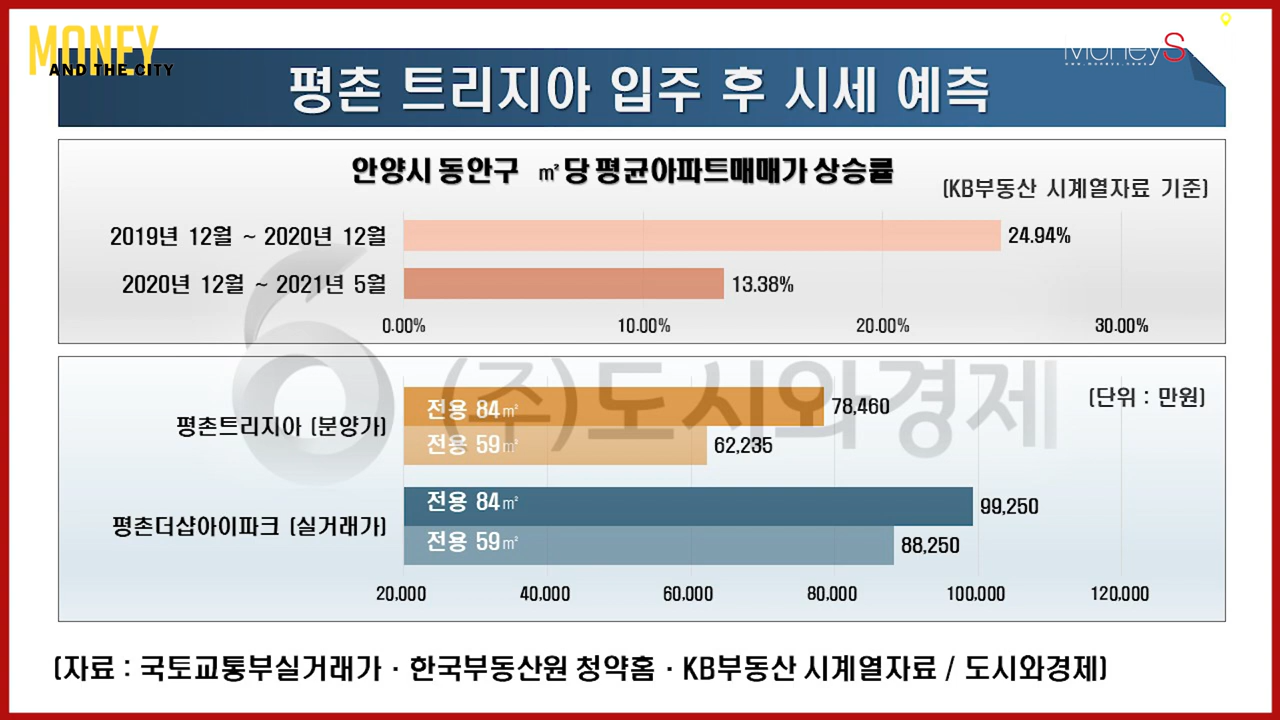 MONEY
AND THE CITY
MoneyS
www.moneys.news
평촌 트리지아 입주 후 시세 예측
안양시 동안구 ㎡당 평균아파트매매가 상승률
(KB부동산 시계열자료 기준)
2019년 12월 ~ 2020년 12월
24.94%
2020년 12월 ~ 2021년 5월
13.38%
0.00% 10.00% 20.00% 30.00%
(주)도시와경제
(단위 : 만원)
평촌트리지아 (분양가)
전용 84㎡
78,460
전용 59㎡
62,235
평촌더샵아이파크 (실거래가)
전용 84㎡
99,250
전용 59㎡
88,250
20,000 40,000 60,000 80,000 100,000 120,000
(자료 : 국토교통부실거래가 · 한국부동산원 청약홈 · KB부동산 시계열자료 / 도시와경제)